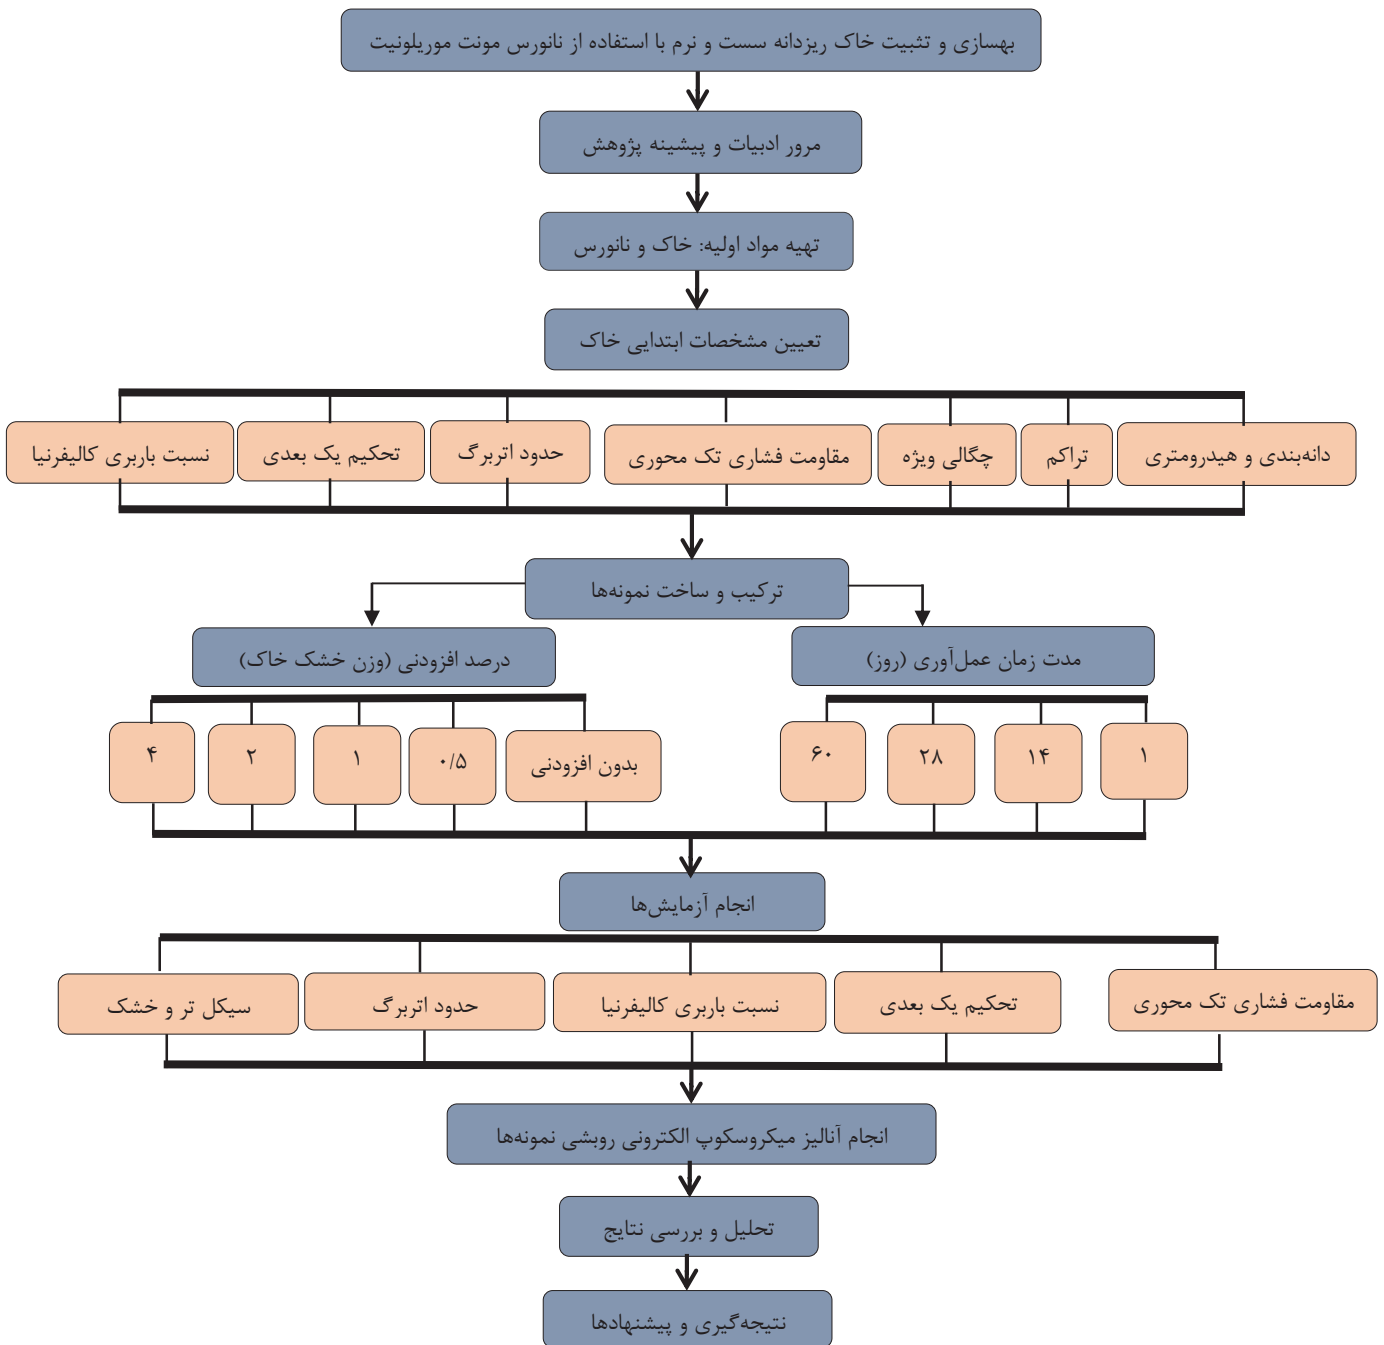 بهسازی و تثبیت خاک ریزدانه سست و نرم با استفاده از نانورس مونت موریلونیت
مرور ادبیات و پیشینه پژوهش
تهیه مواد اولیه: خاک و نانورس
تعیین مشخصات ابتدایی خاک
دانه‌بندی و هیدرومتری
تراکم
چگالی ویژه
مقاومت فشاری تک محوری
حدود اتربرگ
تحکیم یک بعدی
نسبت باربری کالیفرنیا
ترکیب و ساخت نمونه‌ها
مدت زمان عمل‌آوری (روز)
درصد افزودنی (وزن خشک خاک)
۱
۱۴
۲۸
۶۰
بدون افزودنی
۰/۵
۱
۲
۴
انجام آزمایش‌ها
مقاومت فشاری تک محوری
تحکیم یک بعدی
نسبت باربری کالیفرنیا
حدود اتربرگ
سیکل تر و خشک
انجام آنالیز میکروسکوپ الکترونی روبشی نمونه‌ها
تحلیل و بررسی نتایج
نتیجه‌گیری و پیشنهادها